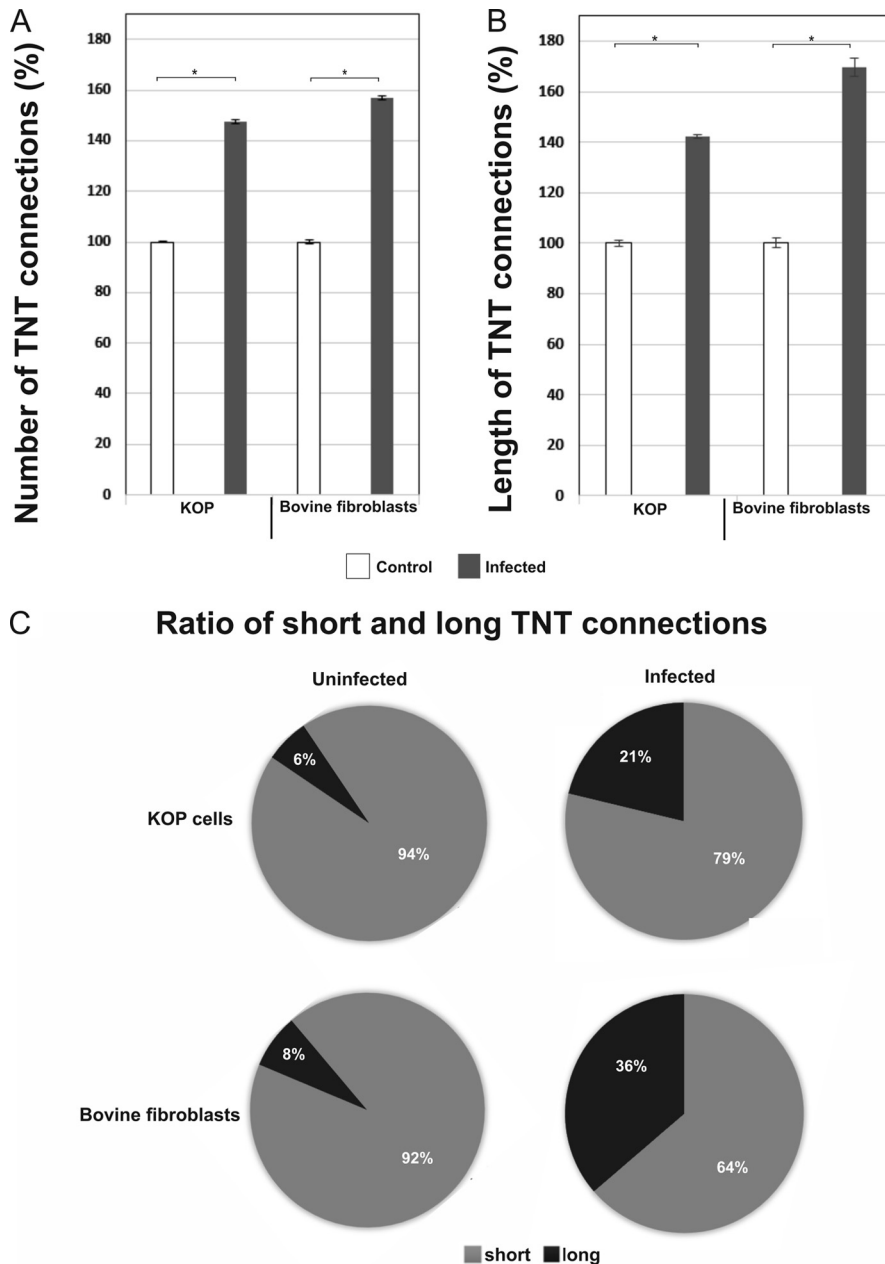 A
Number of TNT connections (%)
180
160
140
120
100
80
60
40
20
0
*
*
KOP
Bovine fibroblasts
B
Length of TNT connections (%)
180
160
140
120
100
80
60
40
20
0
*
*
KOP
Bovine fibroblasts
Control
Infected
C
Ratio of short and long TNT connections
Uninfected
Infected
KOP cells
6%
94%
21%
79%
Bovine fibroblasts
8%
92%
36%
64%
short
long